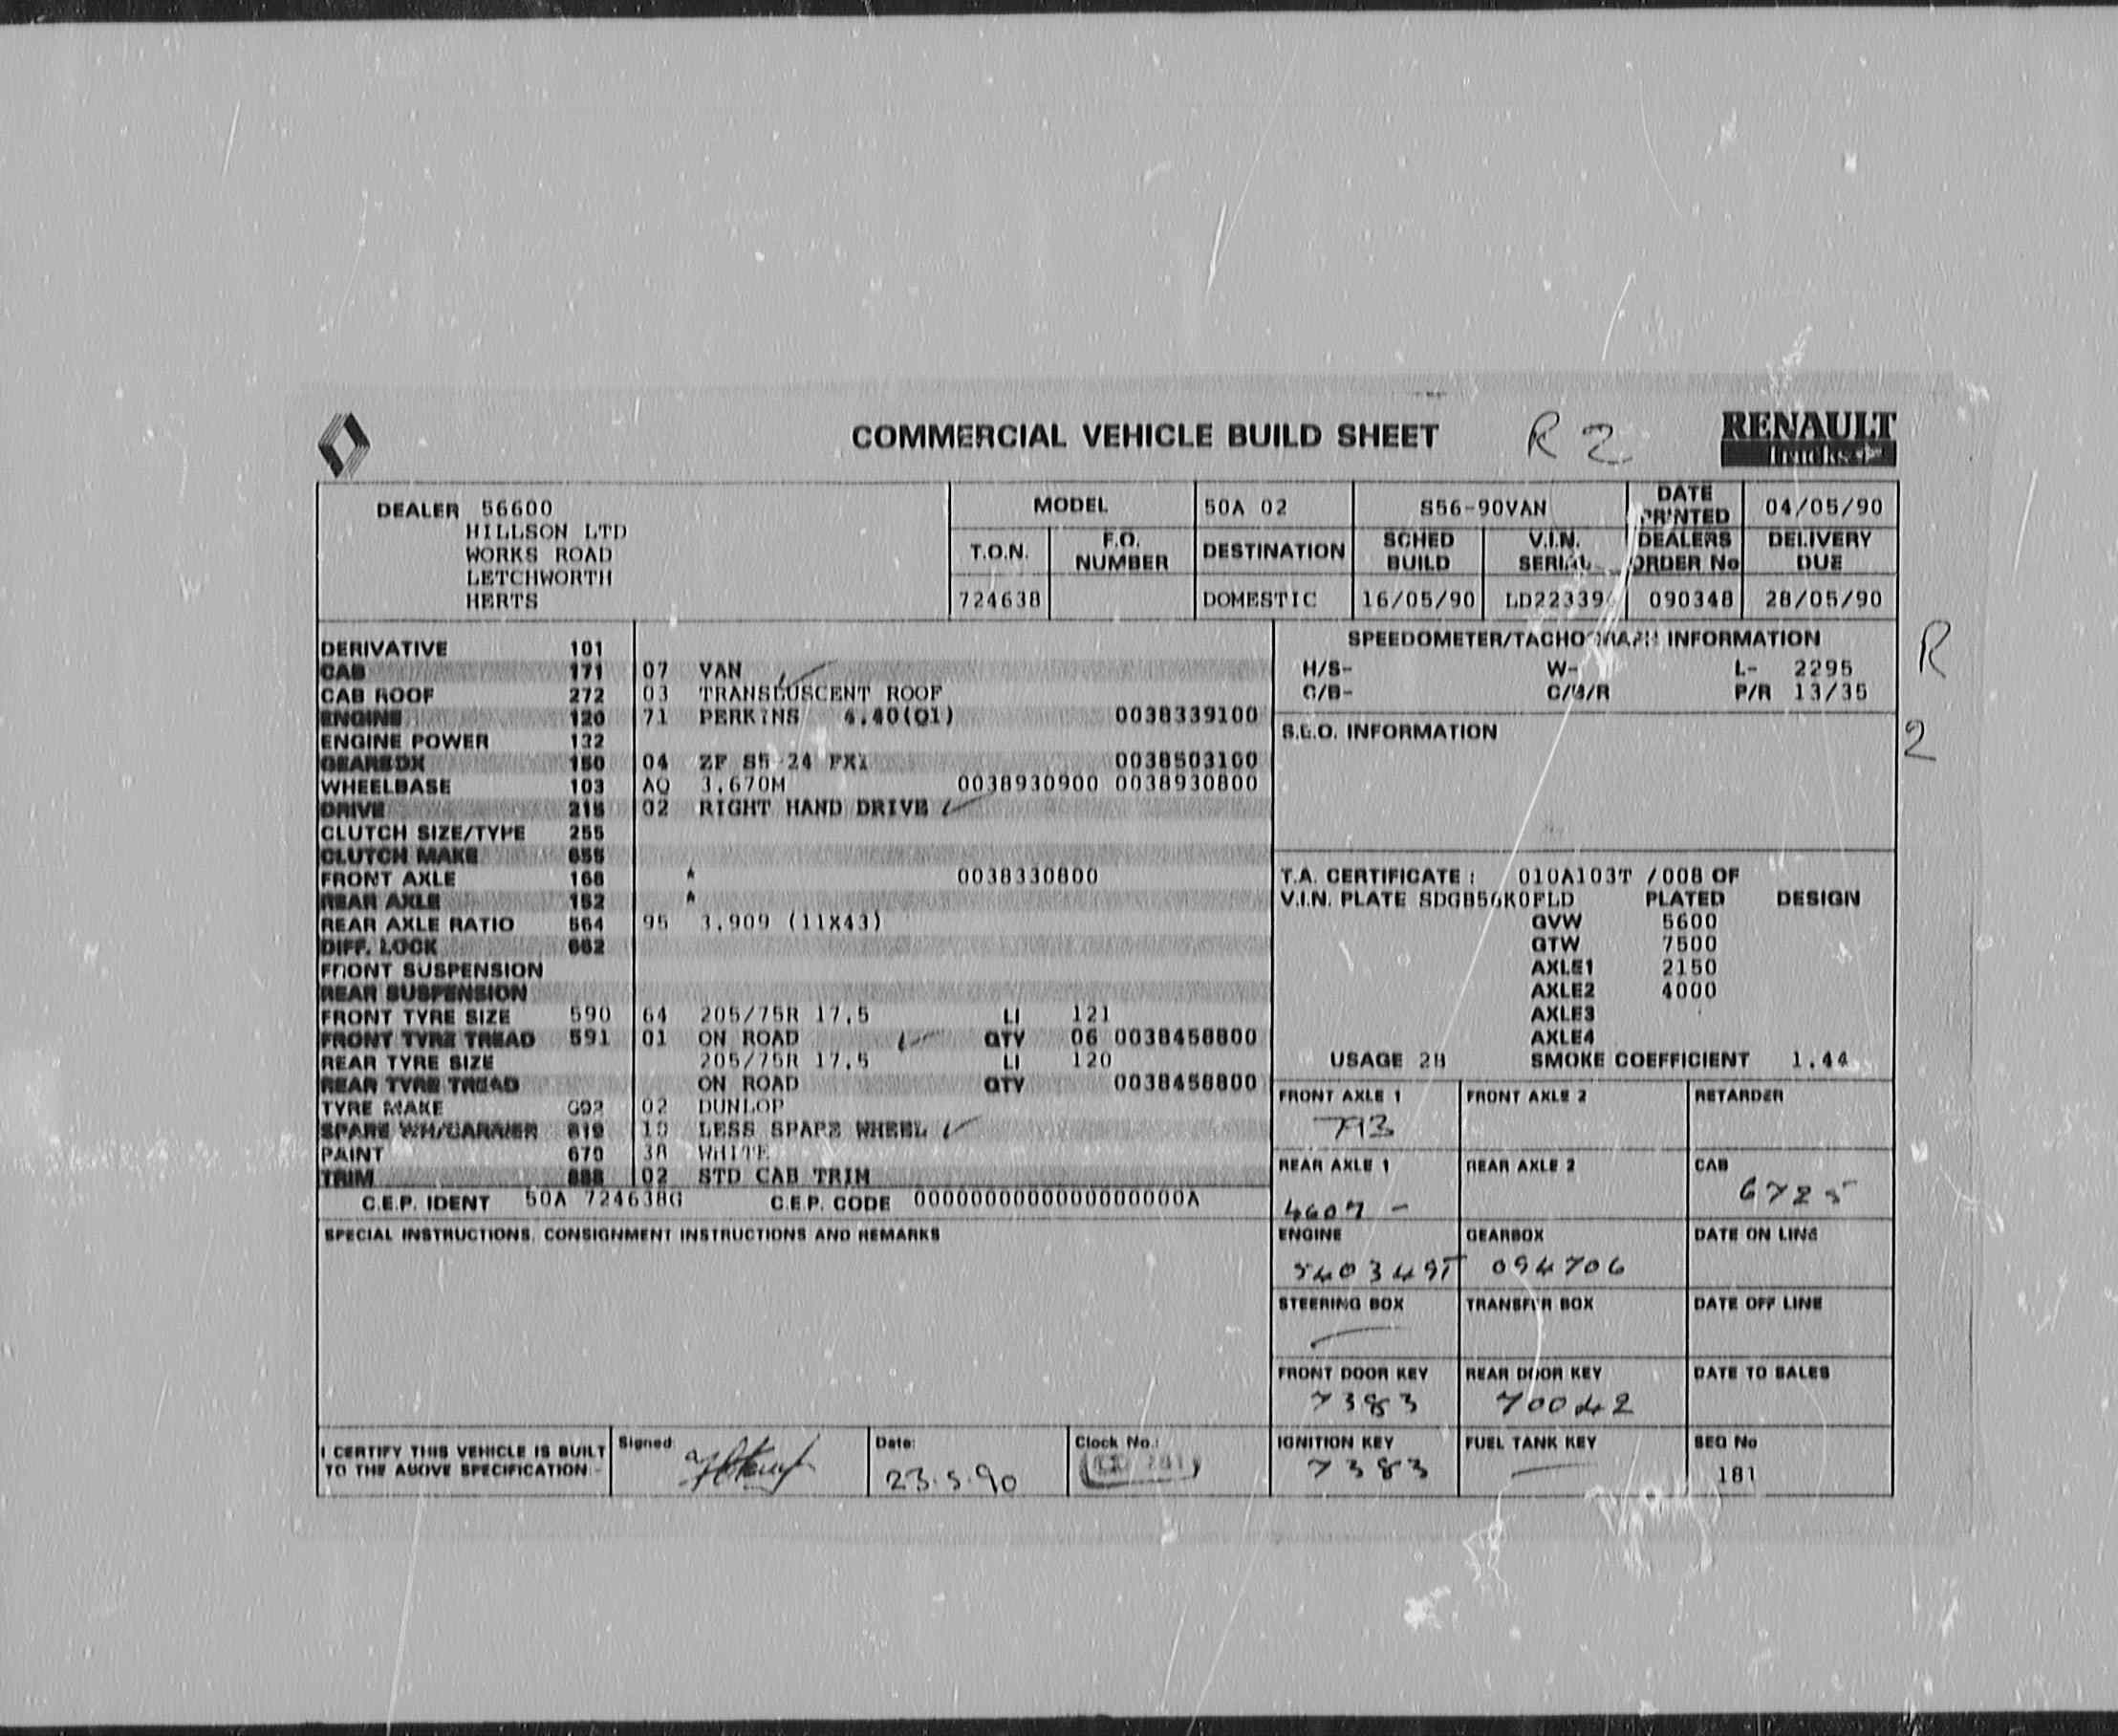 COMMERCIAL VEHICLE BUILD SHEET R2
RENAULT
trucks
DEALER 56600
HILLSON LTD
WORKS ROAD
LETCHWORTH
HERTS
MODEL 50A 02 S56-90VAN DATE PRINTED 04/05/90
T.O.N. F.O. NUMBER DESTINATION SCHED BUILD V.I.N. SERIAL DEALERS ORDER No DELIVERY DUE
724638 DOMESTIC 16/05/90 090348 28/05/90
DERIVATIVE 101
CAB 171 07 VAN
CAB ROOF 272 03 TRANSLUSCENT ROOF
ENGINE 120 71 PERKINS 4.40(Q1) 0038339100
ENGINE POWER 132
GEARBOX 150 04 ZF S5 24 0038503100
WHEELBASE 103 AQ 3.670M 0038930900 0038930800
DRIVE 215 02 RIGHT HAND DRIVE
CLUTCH SIZE/TYPE 255
CLUTCH MAKE 655
FRONT AXLE 168 * 0038330800
REAR AXLE 152 *
REAR AXLE RATIO 564 95 3.909 (11X43)
DIFF. LOCK 662
FRONT SUSPENSION
REAR SUSPENSION
FRONT TYRE SIZE 590 64 205/75R 17.5 LI 121
FRONT TYRE TREAD 591 01 ON ROAD QTY 06 0038458800
REAR TYRE SIZE 205/75R 17.5 LI 120
REAR TYRE TREAD ON ROAD QTY 0038458800
TYRE MAKE 02 DUNLOP
SPARE WH/CARRIER 619 10 LESS SPARE WHEEL
PAINT 670 38 WHITE
TRIM 02 STD CAB TRIM
C.E.P. IDENT 50A 724638G C.E.P. CODE 0000000000000000000A
SPECIAL INSTRUCTIONS, CONSIGNMENT INSTRUCTIONS AND REMARKS
I CERTIFY THIS VEHICLE IS BUILT
TO THE ABOVE SPECIFICATION:-
Signed:
Date: 23.5.90
Clock No.:
SPEEDOMETER/TACHOGRAPH INFORMATION
H/S- W- L- 2295
C/B- C/B/R P/R 13/35
R
2
S.E.O. INFORMATION
T.A. CERTIFICATE: 010A103T /008 OF
V.I.N. PLATE SDGB56K0FLD PLATED DESIGN
GVW 5600
GTW 7500
AXLE1 2150
AXLE2 4000
AXLE3
AXLE4
USAGE 2B SMOKE COEFFICIENT 1.44
FRONT AXLE 1 FRONT AXLE 2 RETARDER
793
REAR AXLE 1 REAR AXLE 2 CAB
4607 - 6725
ENGINE GEARBOX DATE ON LINE
540349T 094706
STEERING BOX TRANSFER BOX DATE OFF LINE
FRONT DOOR KEY REAR DOOR KEY DATE TO SALES
7383 70042
IGNITION KEY FUEL TANK KEY SEQ No
7383 181